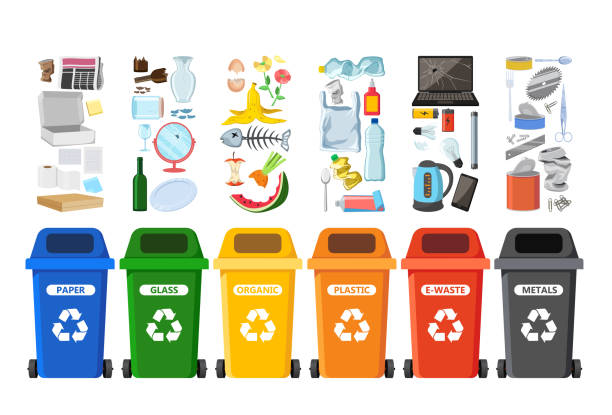 PAPER
GLASS
ORGANIC
PLASTIC
E-WASTE
METALS